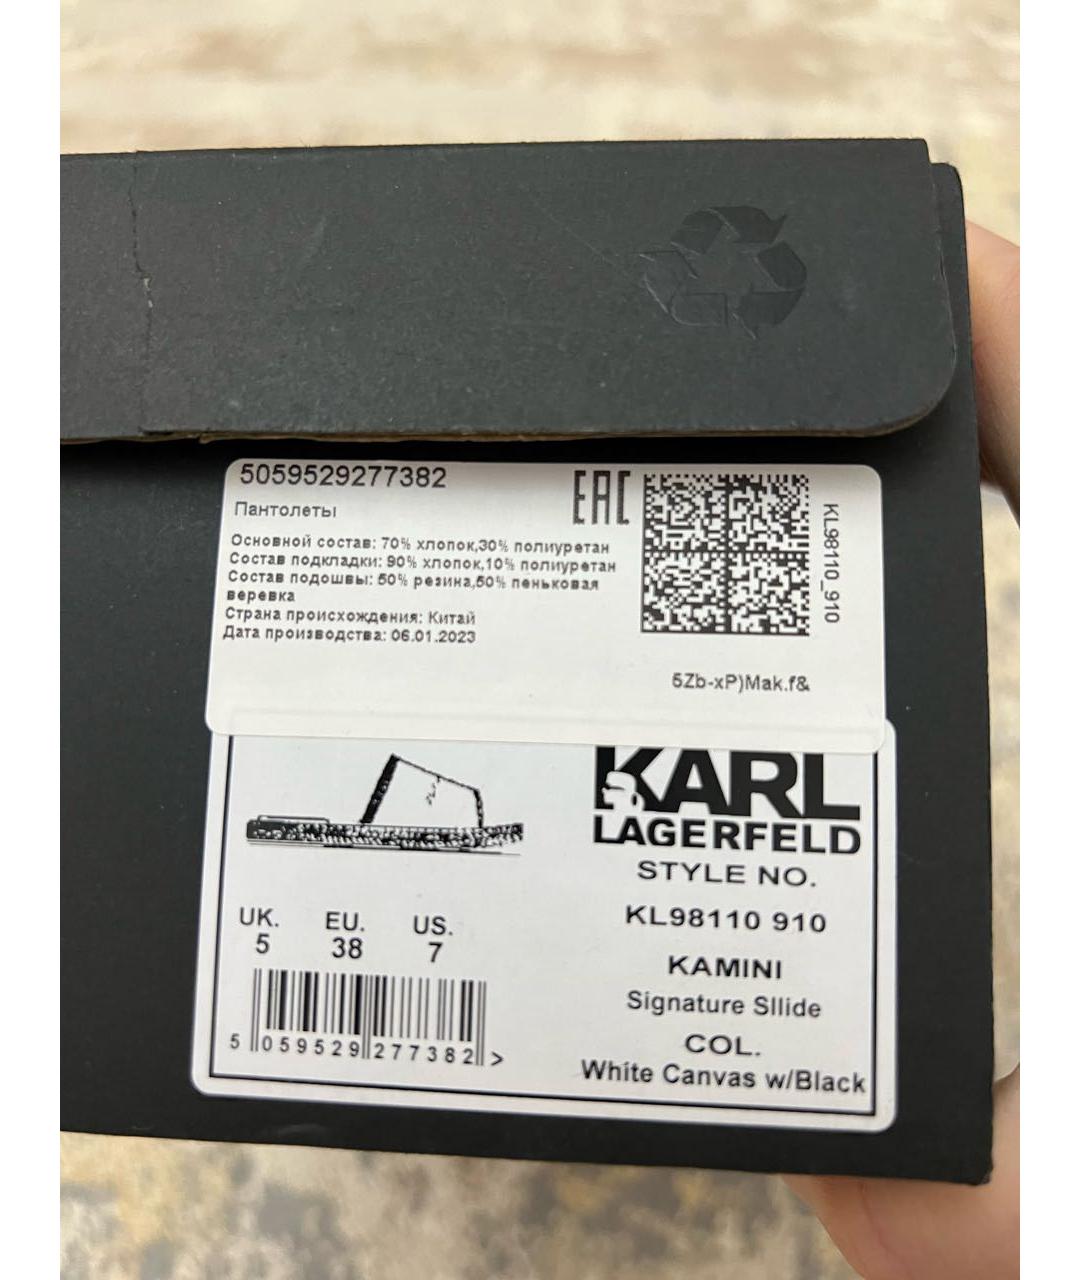 5059529277382
EAC
Пантолеты
Основной состав: 70% хлопок,30% полиуретан
Состав подкладки: 90% хлопок,10% полиуретан
Состав подошвы: 50% резина,50% пеньковая
веревка
Страна происхождения: Китай
Дата производства: 06.01.2023
KL98110_910
5Zb-xP)Mak.f&
KARL
LAGERFELD
STYLE NO.
KL98110 910
KAMINI
Signature Sllide
COL.
White Canvas w/Black
UK. EU. US.
5 38 7
5 059529 277382 >